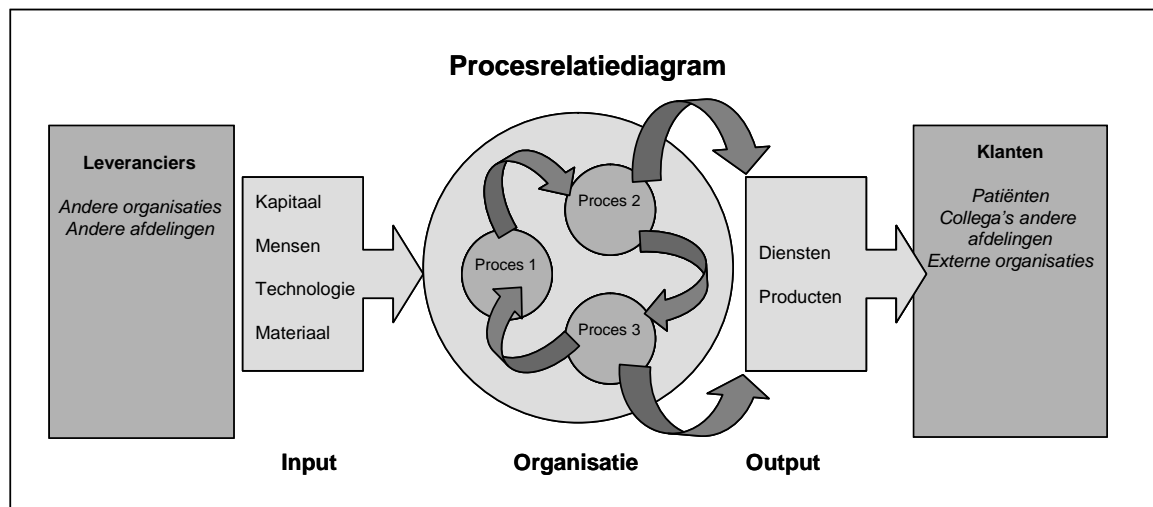 Procesrelatiediagram
Leveranciers
Andere organisaties
Andere afdelingen
Kapitaal
Mensen
Technologie
Materiaal
Proces 1
Proces 2
Proces 3
Diensten
Producten
Klanten
Patiënten
Collega's andere
afdelingen
Externe organisaties
Input
Organisatie
Output